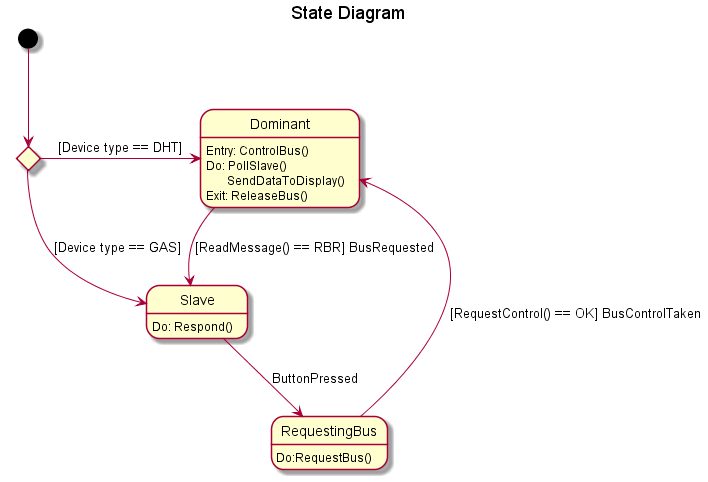 State Diagram
Dominant
[Device type == DHT]
Entry: ControlBus()
Do: PollSlave()
SendDataToDisplay()
Exit: ReleaseBus()
[Device type == GAS]
[ReadMessage() == RBR] BusRequested
Slave
Do: Respond()
[RequestControl() == OK] BusControlTaken
ButtonPressed
RequestingBus
Do:RequestBus()